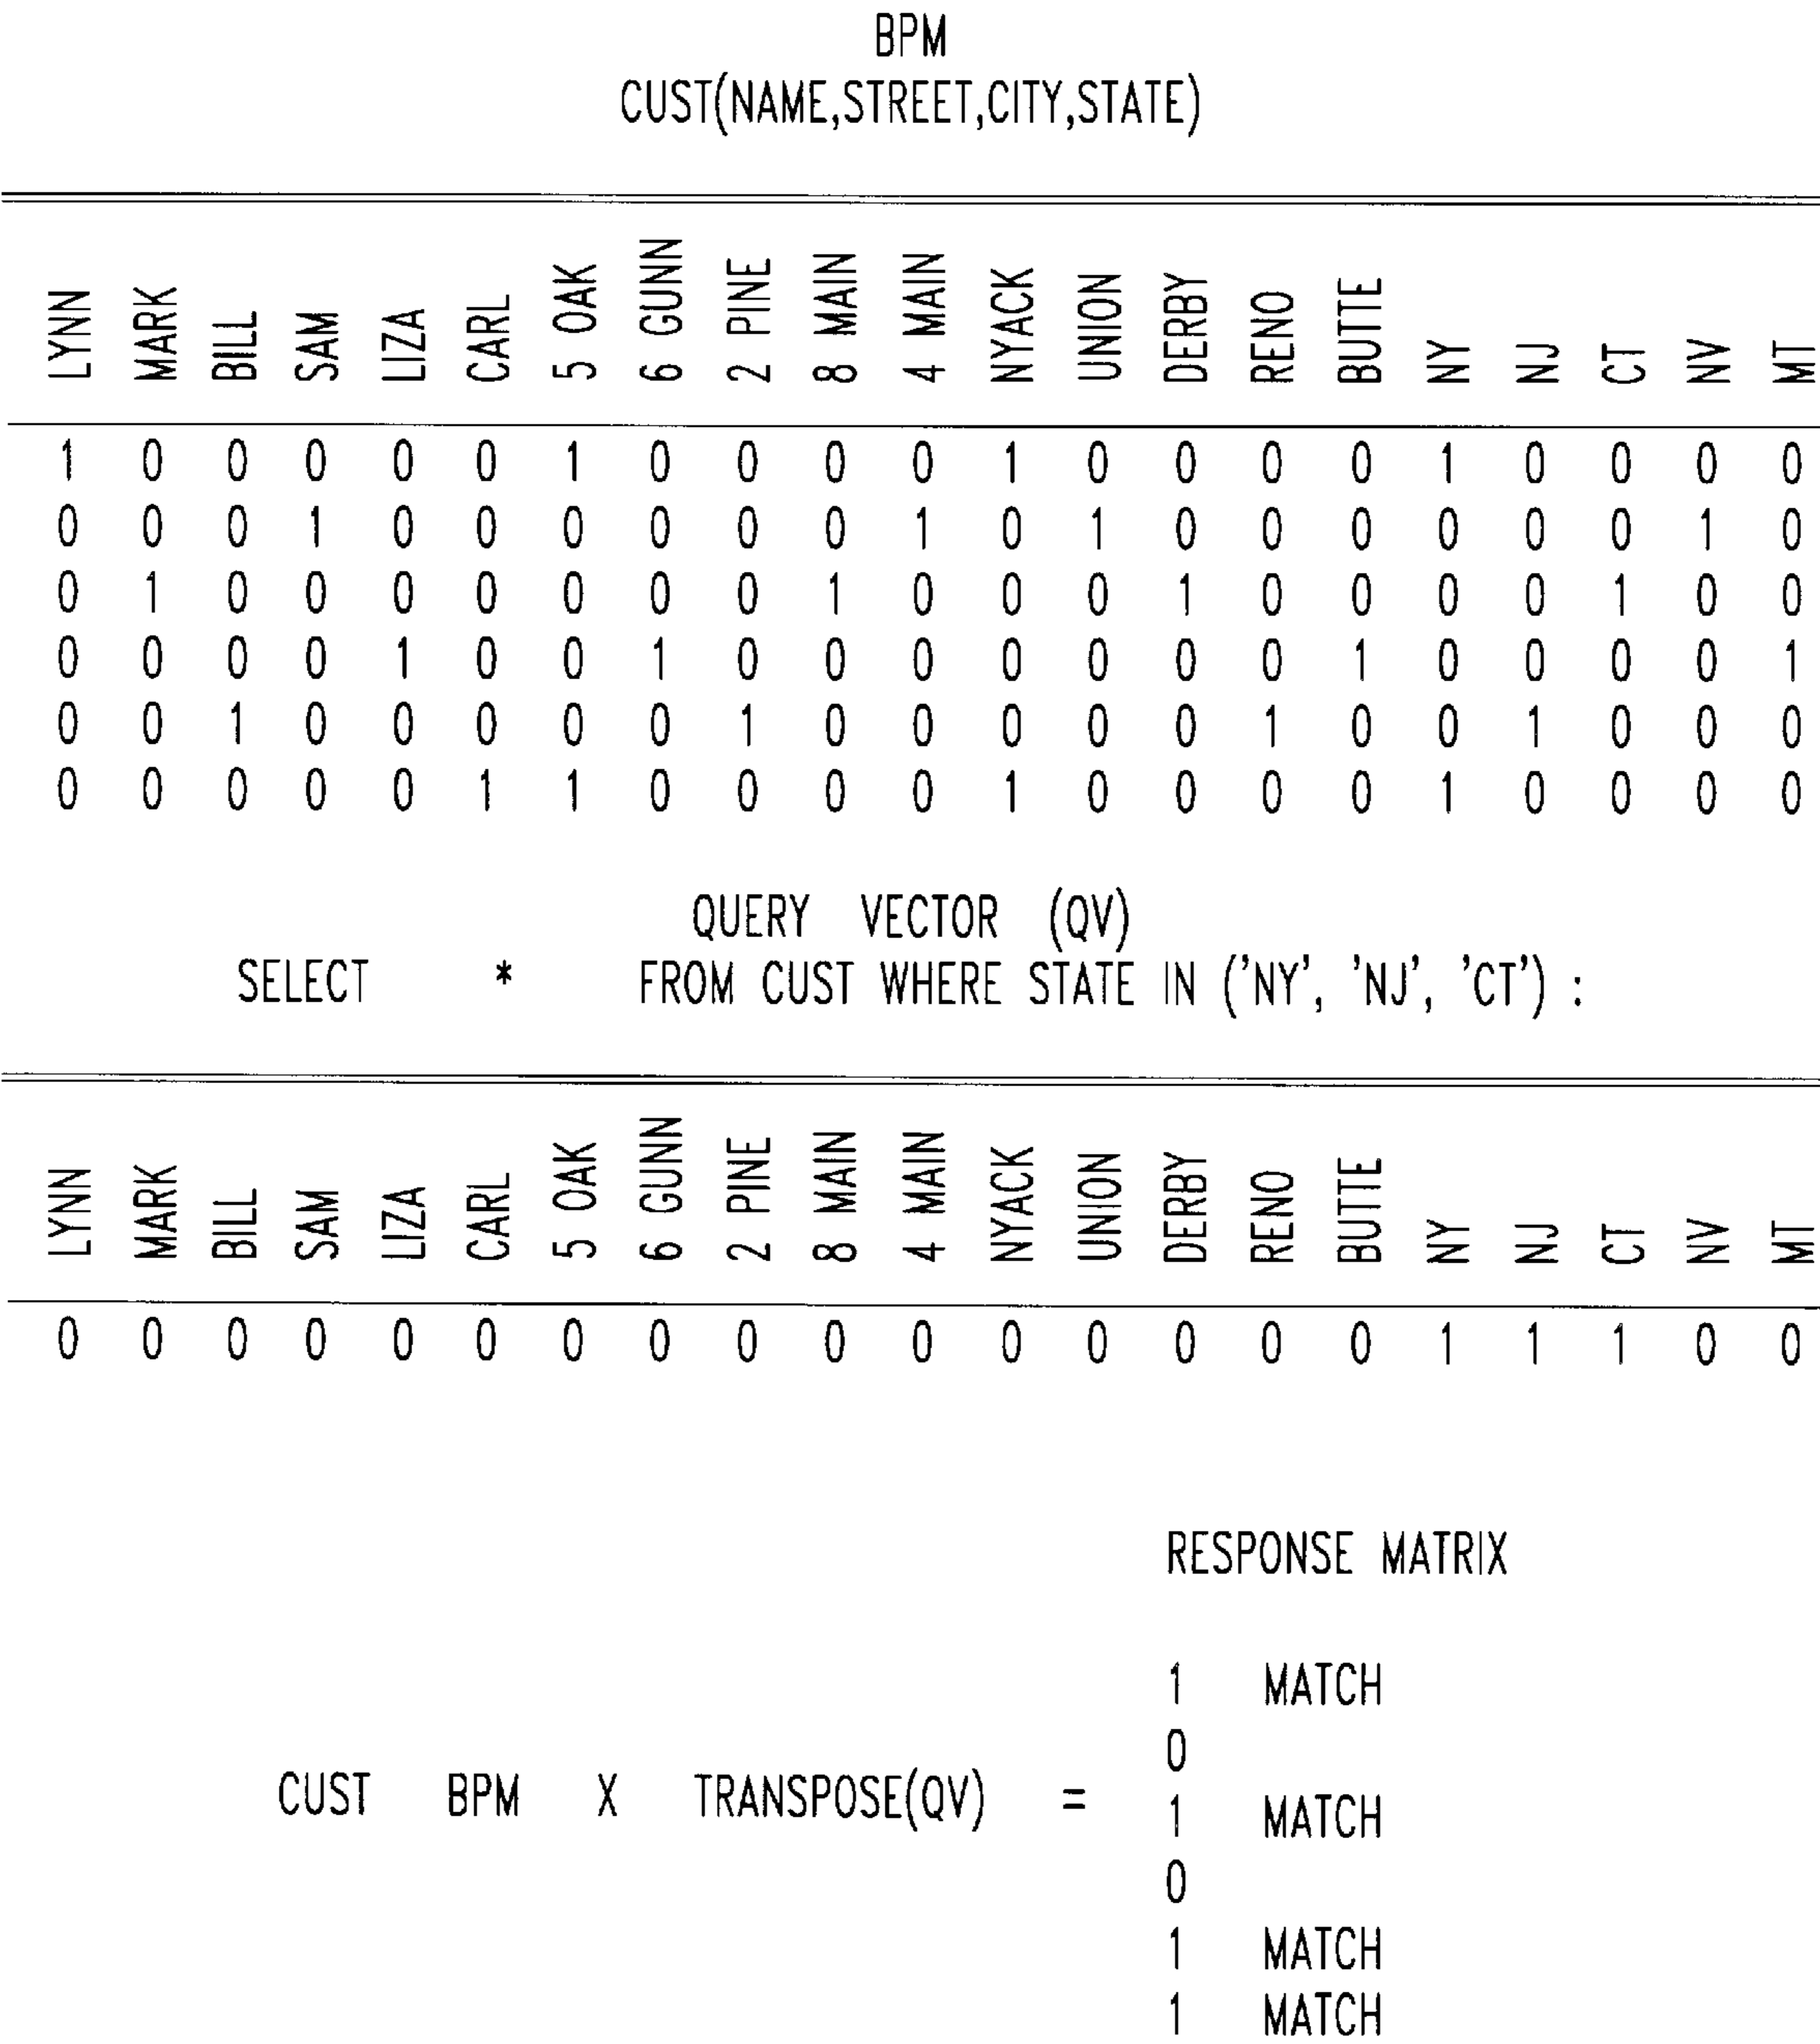 BPM
CUST(NAME,STREET,CITY,STATE)
LYNN MARK BILL SAM LIZA CARL 5 OAK 6 GUNN 2 PINE 8 MAIN 4 MAIN NYACK UNION DERBY RENO BUTTE NY NJ CT NV MT
1 0 0 0 0 0 1 0 0 0 0 1 0 0 0 0 1 0 0 0 0
0 0 0 1 0 0 0 0 0 0 1 0 1 0 0 0 0 0 0 1 0
0 1 0 0 0 0 0 0 0 1 0 0 0 1 0 0 0 0 1 0 0
0 0 0 0 1 0 0 1 0 0 0 0 0 0 0 1 0 0 0 0 1
0 0 1 0 0 0 0 0 1 0 0 0 0 0 1 0 0 1 0 0 0
0 0 0 0 0 1 1 0 0 0 0 1 0 0 0 0 1 0 0 0 0
QUERY VECTOR (QV)
SELECT * FROM CUST WHERE STATE IN ('NY', 'NJ', 'CT') :
LYNN MARK BILL SAM LIZA CARL 5 OAK 6 GUNN 2 PINE 8 MAIN 4 MAIN NYACK UNION DERBY RENO BUTTE NY NJ CT NV MT
0 0 0 0 0 0 0 0 0 0 0 0 0 0 0 0 1 1 1 0 0
RESPONSE MATRIX
1 MATCH
0
CUST BPM X TRANSPOSE(QV) =
1 MATCH
0
1 MATCH
1 MATCH